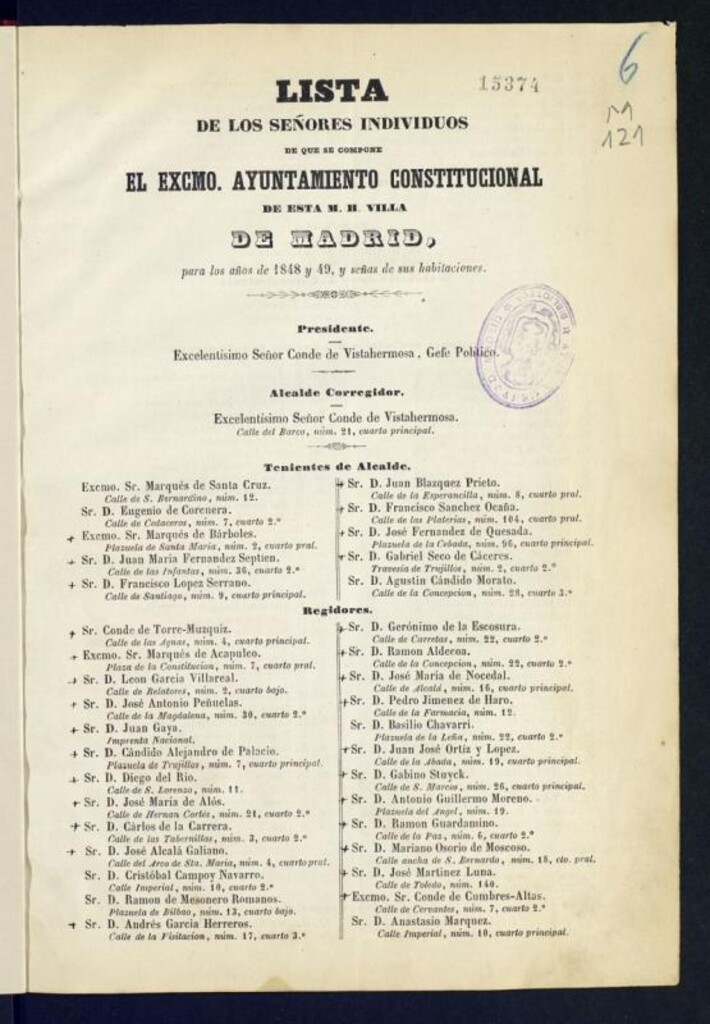 LISTA
15374
6
M
121
DE LOS SEÑORES INDIVIDUOS
DE QUE SE COMPONE
EL EXCMO. AYUNTAMIENTO CONSTITUCIONAL
DE ESTA M. H. VILLA
DE MADRID,
para los años de 1848 y 49, y señas de sus habitaciones.
Presidente.
Excelentisimo Señor Conde de Vistahermosa, Gefe Politico.
Alcalde Corregidor.
Excelentísimo Señor Conde de Vistahermosa.
Calle del Barco, núm. 21, cuarto principal.
Tenientes de Alcalde.
Excmo. Sr. Marqués de Santa Cruz.
Calle de S. Bernardino, núm. 12.
Sr. D. Eugenio de Corcuera.
Calle de Cedaceros, núm. 7, cuarto 2.º
+ Excmo. Sr. Marqués de Bárboles.
Plazuela de Santa María, núm. 2, cuarto pral.
+ Sr. D. Juan Maria Fernandez Septien.
Calle de las Infantas, núm. 36, cuarto 2.º
+ Sr. D. Francisco Lopez Serrano.
Calle de Santiago, núm. 9, cuarto principal.
+ Sr. D. Juan Blazquez Prieto.
Calle de la Esperancilla, núm. 8, cuarto pral.
+ Sr. D. Francisco Sanchez Ocaña.
Calle de las Platerias, núm. 104, cuarto pral.
+ Sr. D. José Fernandez de Quesada.
Plazuela de la Cebada, núm. 96, cuarto principal.
+ Sr. D. Gabriel Seco de Cáceres.
Travesía de Trujillos, núm. 2, cuarto 2.º
Sr. D. Agustin Cándido Morato.
Calle de la Concepcion, núm. 28, cuarto 3.º
Regidores.
+ Sr. Conde de Torre-Muzquiz.
Calle de las Aguas, núm. 4, cuarto principal.
+ Excmo. Sr. Marqués de Acapulco.
Plaza de la Constitucion, núm. 7, cuarto pral.
+ Sr. D. Leon Garcia Villareal.
Calle de Relatores, núm. 2, cuarto bajo.
+ Sr. D. José Antonio Peñuelas.
Calle de la Magdalena, núm. 30, cuarto 2.º
+ Sr. D. Juan Gaya.
Imprenta Nacional.
+ Sr. D. Cándido Alejandro de Palacio.
Plazuela de Trujillos, núm. 7, cuarto principal.
+ Sr. D. Diego del Rio.
Calle de S. Lorenzo, núm. 11.
+ Sr. D. José Maria de Alós.
Calle de Hernan Cortés, núm. 21, cuarto 2.º
+ Sr. D. Cárlos de la Carrera.
Calle de las Tabernillas, núm. 3, cuarto 2.º
+ Sr. D. José Alcalá Galiano.
Calle del Arco de Sta. Maria, núm. 4, cuarto pral.
Sr. D. Cristóbal Campoy Navarro.
Calle Imperial, núm. 10, cuarto 2.º
Sr. D. Ramon de Mesonero Romanos.
Plazuela de Bilbao, núm. 13, cuarto bajo.
+ Sr. D. Andrés Garcia Herreros.
Calle de la Visitacion, núm. 17, cuarto 3.º
+ Sr. D. Gerónimo de la Escosura.
Calle de Carretas, núm. 22, cuarto 2.º
+ Sr. D. Ramon Aldecoa.
Calle de la Concepcion, núm. 22, cuarto 2.º
+ Sr. D. José Maria de Nocedal.
Calle de Alcalá, núm. 16, cuarto principal.
+ Sr. D. Pedro Jimenez de Haro.
Calle de la Farmacia, núm. 12.
Sr. D. Basilio Chavarri.
Plazuela de la Leña, núm. 22, cuarto 2.º
+ Sr. D. Juan José Ortiz y Lopez.
Calle de la Abada, núm. 19, cuarto principal.
+ Sr. D. Gabino Stuyck.
Calle de S. Marcos, núm. 26, cuarto principal.
+ Sr. D. Antonio Guillermo Moreno.
Plazuela del Angel, núm. 19.
+ Sr. D. Ramon Guardamino.
Calle de la Paz, núm. 6, cuarto 2.º
+ Sr. D. Mariano Osorio de Moscoso.
Calle ancha de S. Bernardo, núm. 18, cto. pral.
+ Sr. D. José Martinez Luna.
Calle de Toledo, núm. 140.
+ Excmo. Sr. Conde de Cumbres-Altas.
Calle de Cervantes, núm. 7, cuarto 2.º
Sr. D. Anastasio Marquez.
Calle Imperial, núm. 10, cuarto principal.